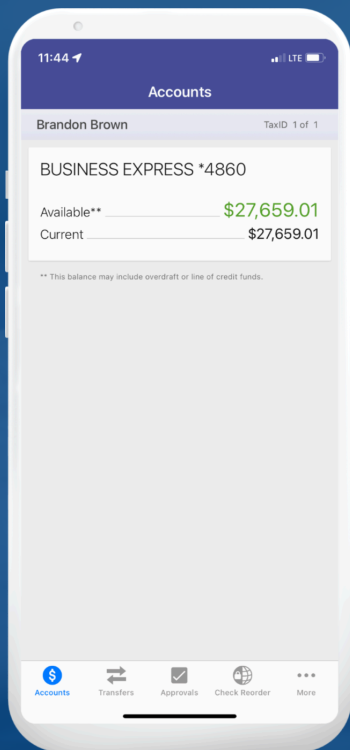 11:44 LTE
Accounts
Brandon Brown TaxID 1 of 1
BUSINESS EXPRESS *4860
Available** $27,659.01
Current $27,659.01
** This balance may include overdraft or line of credit funds.
$
Accounts Transfers Approvals Check Reorder More